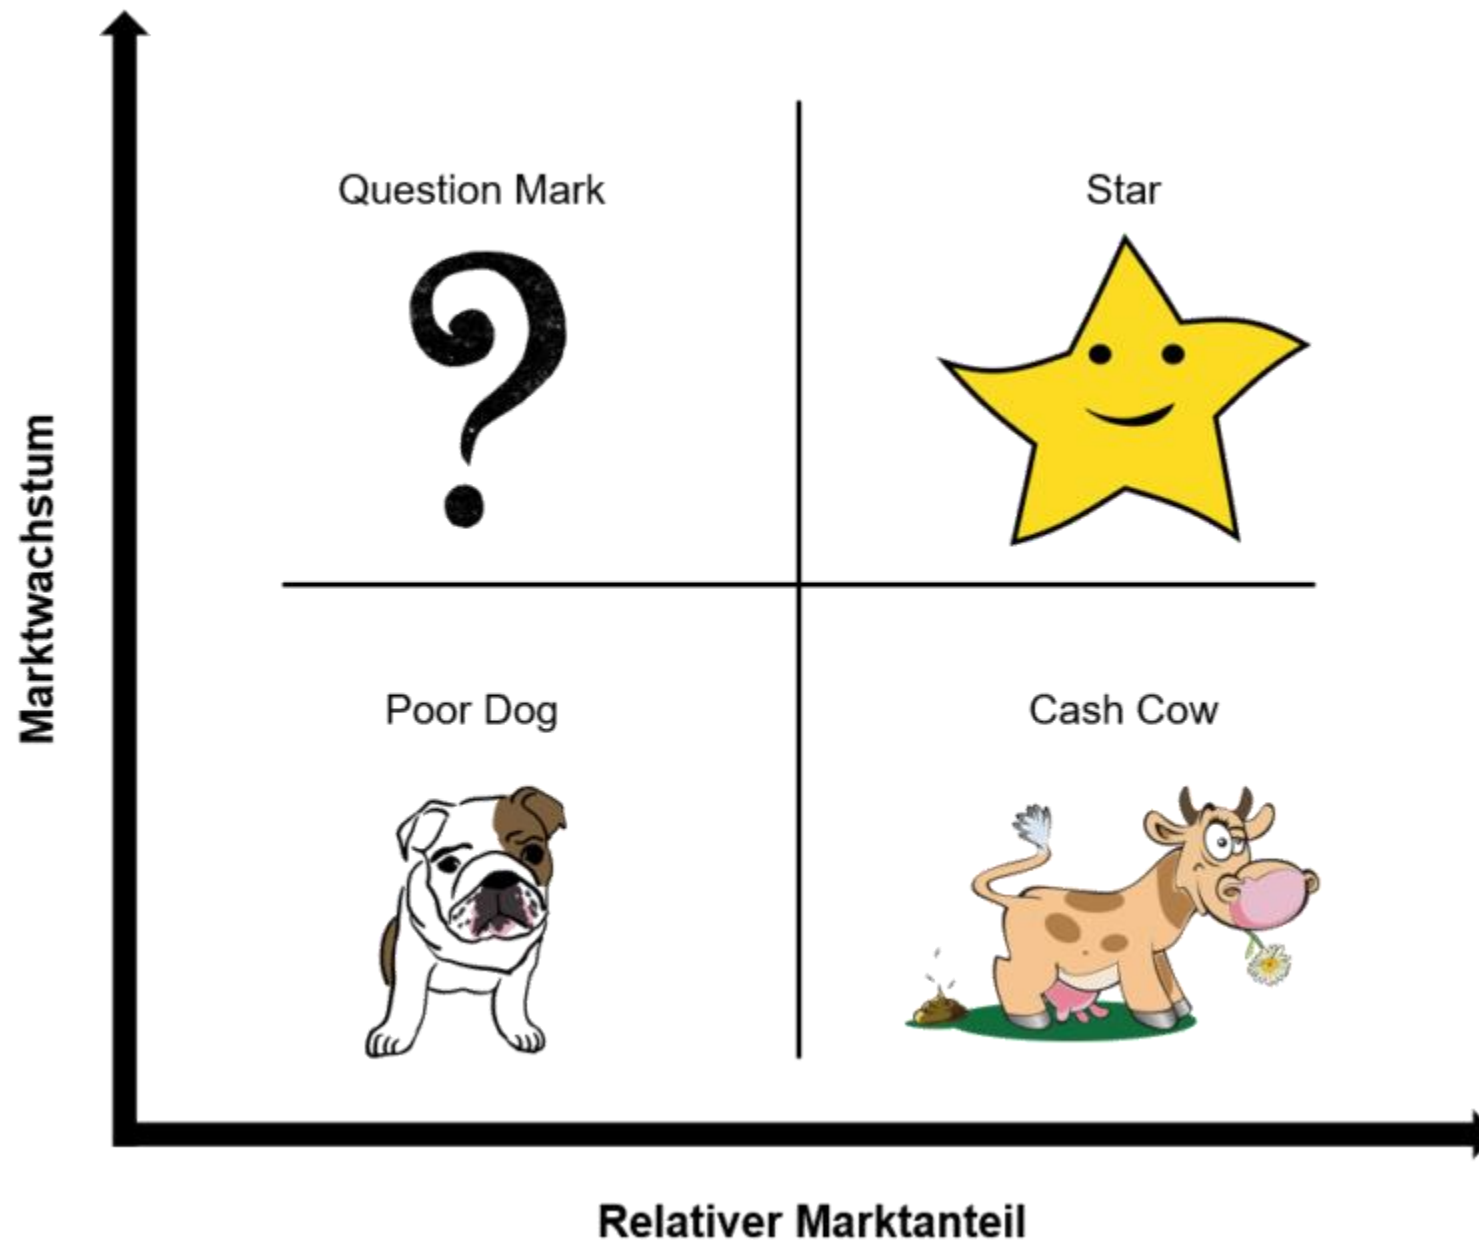 Question Mark
Star
Marktwachstum
Poor Dog
Cash Cow
Relativer Marktanteil